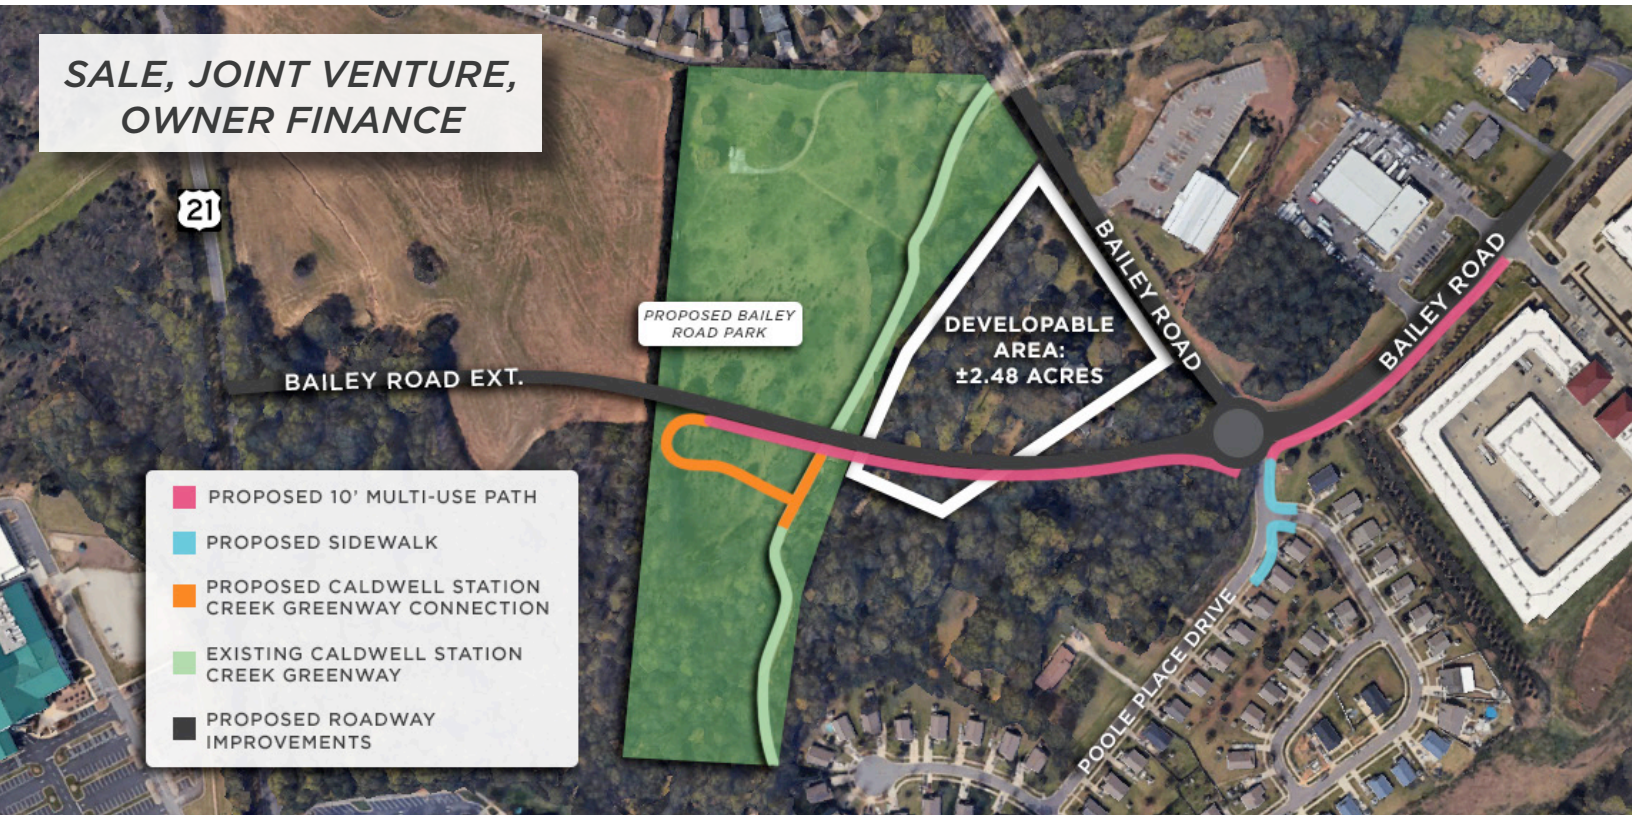 SALE, JOINT VENTURE,
OWNER FINANCE
21
PROPOSED BAILEY
ROAD PARK
BAILEY ROAD
BAILEY ROAD
DEVELOPABLE
AREA:
±2.48 ACRES
BAILEY ROAD EXT.
PROPOSED 10' MULTI-USE PATH
PROPOSED SIDEWALK
PROPOSED CALDWELL STATION
CREEK GREENWAY CONNECTION
EXISTING CALDWELL STATION
CREEK GREENWAY
PROPOSED ROADWAY
IMPROVEMENTS
POOLE PLACE DRIVE